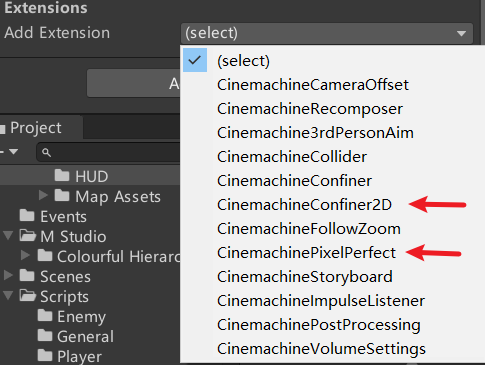 Extensions
Add Extension
(select)
(select)
CinemachineCameraOffset
CinemachineRecomposer
Cinemachine3rdPersonAim
CinemachineCollider
CinemachineConfiner
CinemachineConfiner2D
CinemachineFollowZoom
CinemachinePixelPerfect
CinemachineStoryboard
CinemachineImpulseListener
CinemachinePostProcessing
CinemachineVolumeSettings
A
Project
HUD
Map Assets
Events
M Studio
Colourful Hierarc
Scenes
Scripts
Enemy
General
Player